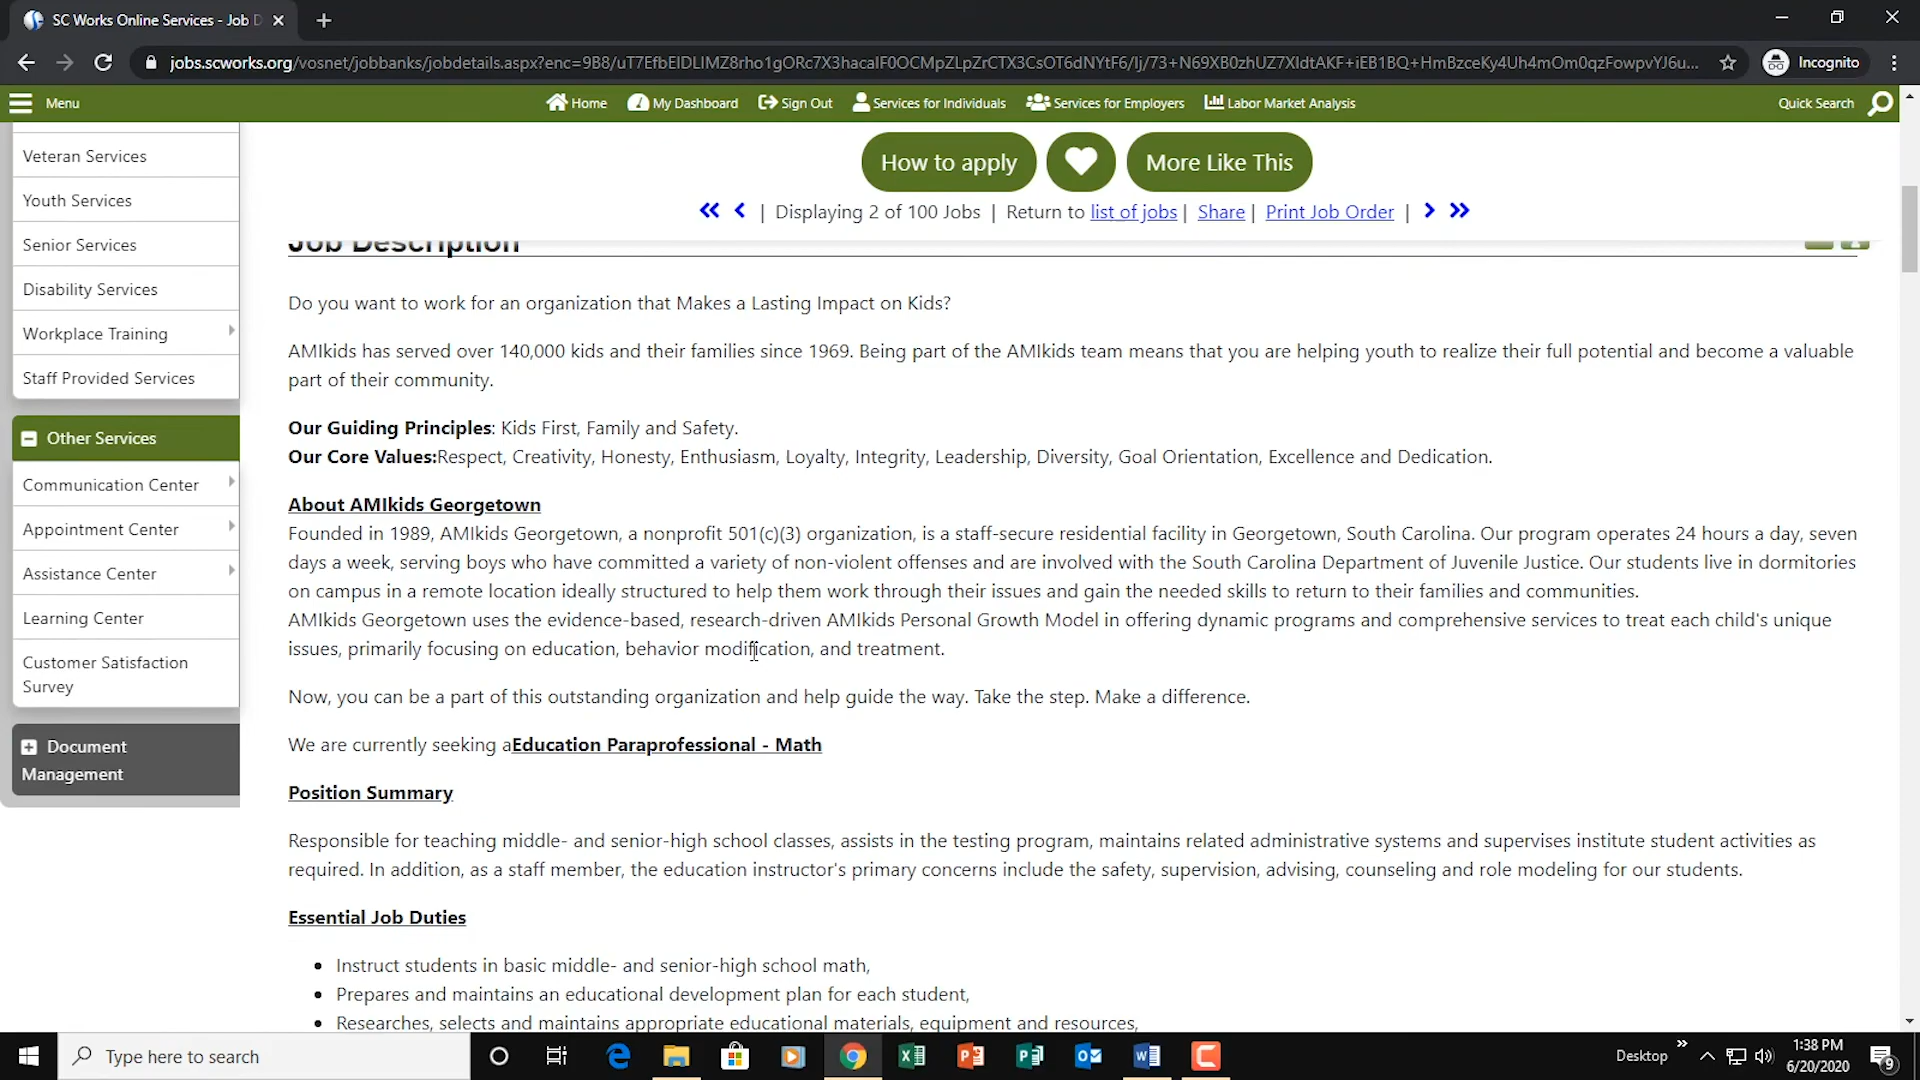 SC Works Online Services - Job D
jobs.scworks.org/vosnet/jobbanks/jobdetails.aspx?enc=
Incognito
Menu
Home
My Dashboard
Sign Out
Services for Individuals
Services for Employers
Labor Market Analysis
Quick Search
Veteran Services
Youth Services
Senior Services
Disability Services
Workplace Training
Staff Provided Services
Other Services
Communication Center
Appointment Center
Assistance Center
Learning Center
Customer Satisfaction
Survey
Document
Management
How to apply
More Like This
| Displaying 2 of 100 Jobs | Return to list of jobs | Share | Print Job Order |
Job Description
Do you want to work for an organization that Makes a Lasting Impact on Kids?
AMIkids has served over 140,000 kids and their families since 1969. Being part of the AMIkids team means that you are helping youth to realize their full potential and become a valuable
part of their community.
Our Guiding Principles: Kids First, Family and Safety.
Our Core Values:Respect, Creativity, Honesty, Enthusiasm, Loyalty, Integrity, Leadership, Diversity, Goal Orientation, Excellence and Dedication.
About AMIkids Georgetown
Founded in 1989, AMIkids Georgetown, a nonprofit 501(c)(3) organization, is a staff-secure residential facility in Georgetown, South Carolina. Our program operates 24 hours a day, seven
days a week, serving boys who have committed a variety of non-violent offenses and are involved with the South Carolina Department of Juvenile Justice. Our students live in dormitories
on campus in a remote location ideally structured to help them work through their issues and gain the needed skills to return to their families and communities.
AMIkids Georgetown uses the evidence-based, research-driven AMIkids Personal Growth Model in offering dynamic programs and comprehensive services to treat each child's unique
issues, primarily focusing on education, behavior modification, and treatment.
Now, you can be a part of this outstanding organization and help guide the way. Take the step. Make a difference.
We are currently seeking aEducation Paraprofessional - Math
Position Summary
Responsible for teaching middle- and senior-high school classes, assists in the testing program, maintains related administrative systems and supervises institute student activities as
required. In addition, as a staff member, the education instructor's primary concerns include the safety, supervision, advising, counseling and role modeling for our students.
Essential Job Duties
• Instruct students in basic middle- and senior-high school math,
• Prepares and maintains an educational development plan for each student,
• Researches, selects and maintains appropriate educational materials, equipment and resources,
Type here to search
Desktop
1:38 PM
6/20/2020
9